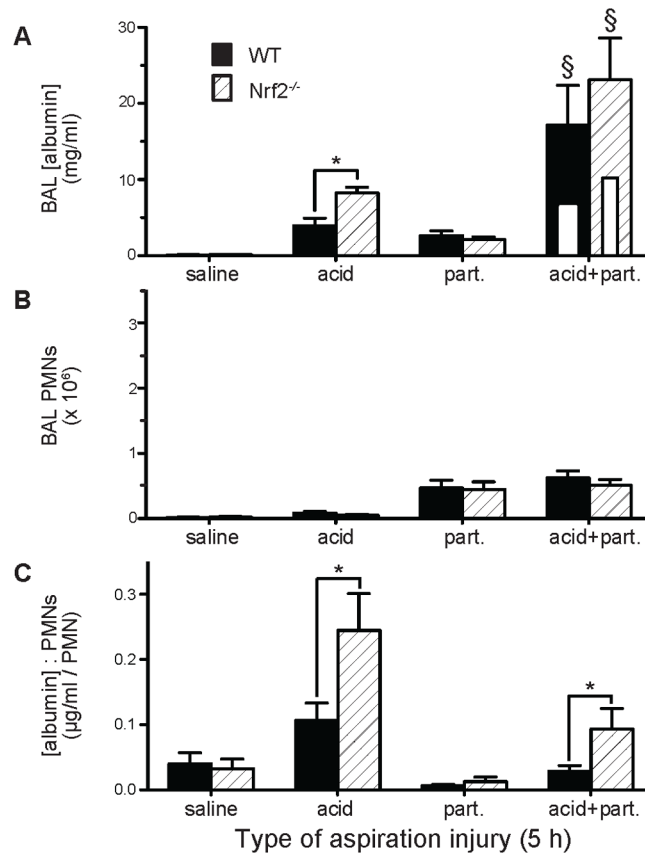 A
BAL [albumin]
(mg/ml)
30
20
10
0
WT
Nrf2-/-
*
§
§
saline acid part. acid+part.
B
BAL PMNs
(x 10⁶)
3
2
1
0
saline acid part. acid+part.
C
[albumin] : PMNs
(µg/ml / PMN)
0.3
0.2
0.1
0.0
*
*
saline acid part. acid+part.
Type of aspiration injury (5 h)